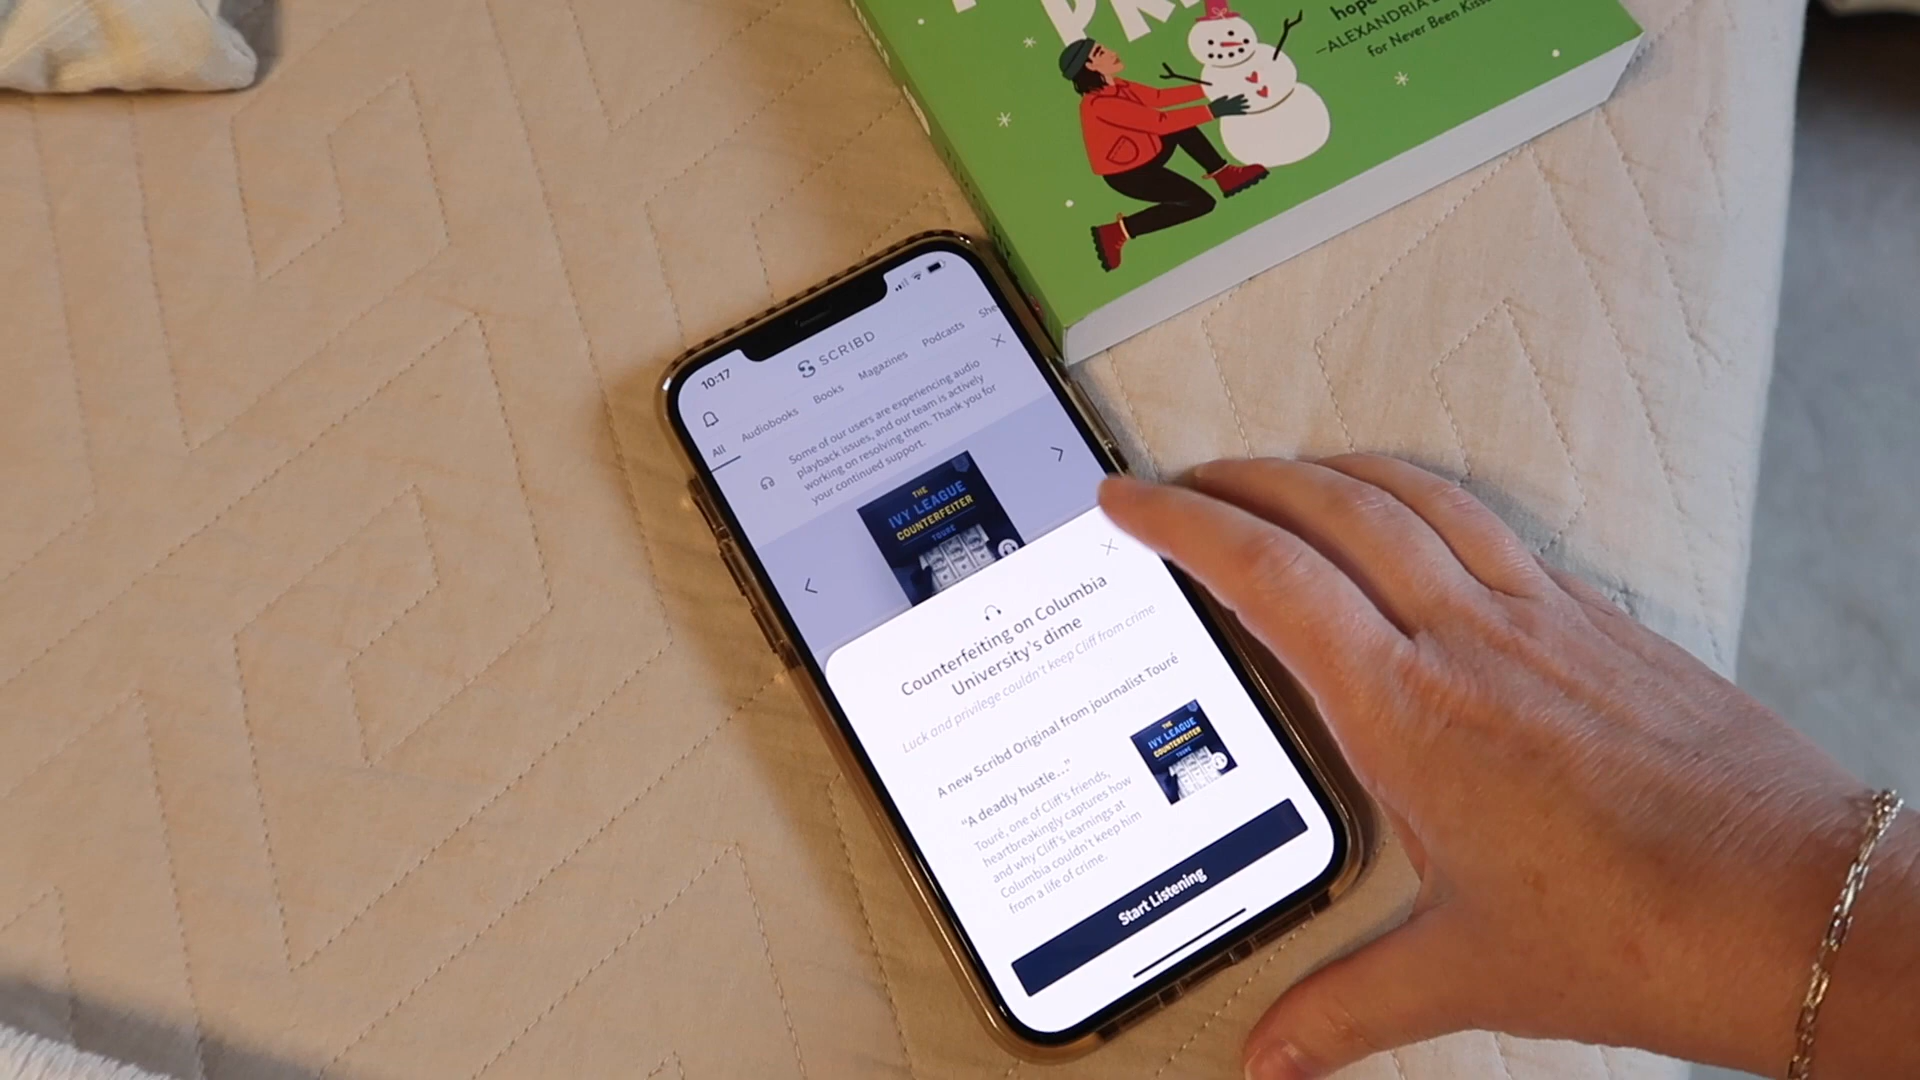 hope
—ALEXANDRIA
for Never Been Kiss
10:17
SCRIBD
All
Audiobooks
Books
Magazines
Podcasts
She
Some of our users are experiencing audio
playback issues, and our team is actively
working on resolving them. Thank you for
your continued support.
THE
IVY LEAGUE
COUNTERFEITER
TOURÉ
Counterfeiting on Columbia
University's dime
Luck and privilege couldn't keep Cliff from crime
A new Scribd Original from journalist Touré
"A deadly hustle..."
Touré, one of Cliff's friends,
heartbreakingly captures how
and why Cliff's learnings at
Columbia couldn't keep him
from a life of crime.
THE
IVY LEAGUE
COUNTERFEITER
TOURÉ
Start Listening